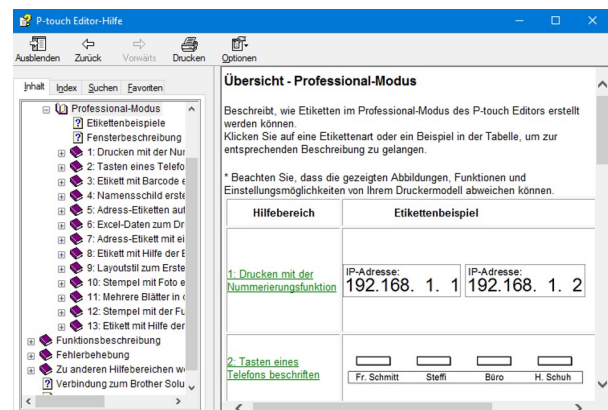 P-touch Editor-Hilfe
Ausblenden Zurück Vorwärts Drucken Optionen
Inhalt Index Suchen Favoriten
Professional-Modus
Etikettenbeispiele
Fensterbeschreibung
1: Drucken mit der Nur
2: Tasten eines Telefo
3: Etikett mit Barcode e
4: Namensschild erste
5: Adress-Etiketten auf
6: Excel-Daten zum Dr
7: Adress-Etikett mit ei
8: Etikett mit Hilfe der E
9: Layoutstil zum Erste
10: Stempel mit Foto e
11: Mehrere Blätter in
12: Stempel mit der Fu
13: Etikett mit Hilfe der
Funktionsbeschreibung
Fehlerbehebung
Zu anderen Hilfebereichen w
Verbindung zum Brother Solu
Übersicht - Professional-Modus
Beschreibt, wie Etiketten im Professional-Modus des P-touch Editors erstellt
werden können.
Klicken Sie auf eine Etikettenart oder ein Beispiel in der Tabelle, um zur
entsprechenden Beschreibung zu gelangen.
* Beachten Sie, dass die gezeigten Abbildungen, Funktionen und
Einstellungsmöglichkeiten von Ihrem Druckermodell abweichen können.
Hilfebereich Etikettenbeispiel
1: Drucken mit der
Nummerierungsfunktion
IP-Adresse: IP-Adresse:
192.168. 1. 1 192.168. 1. 2
2: Tasten eines
Telefons beschriften
Fr. Schmitt Steffi Büro H. Schuh